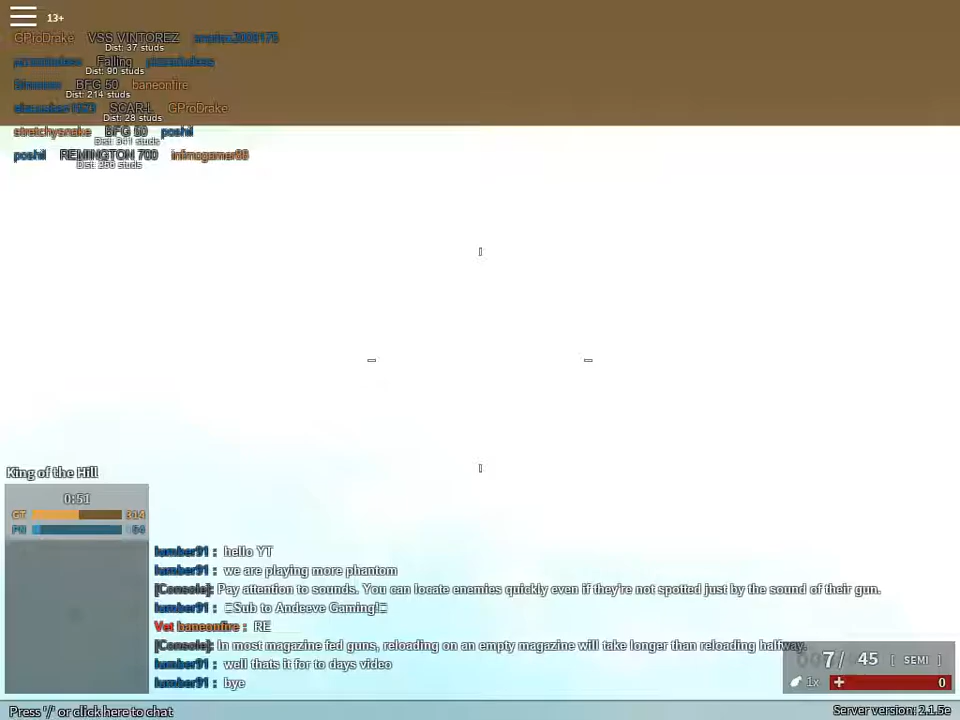 13+
GProDrake VSS VINTOREZ
Dist: 37 studs
Falling
Dist: 90 studs
BFG 50 baneonfire
Dist: 214 studs
SCAR-L GProDrake
Dist: 28 studs
stretchysnake BFG 50 poshil
Dist: 341 studs
poshil REMINGTON 700
King of the Hill
0:51
GT 314
PH
lumber91 : hello YT
lumber91 : we are playing more phantom
[Console]: Pay attention to sounds. You can locate enemies quickly even if they're not spotted just by the sound of their gun.
lumber91 : Sub to Andeeve Gaming!
Vet baneonfire : RE
[Console]: In most magazine fed guns, reloading on an empty magazine will take longer than reloading halfway.
lumber91 : well thats it for to days video
lumber91 : bye
7/ 45 [ SEMI ]
1x 0
Press '/' or click here to chat
Server version: 2.1.5e